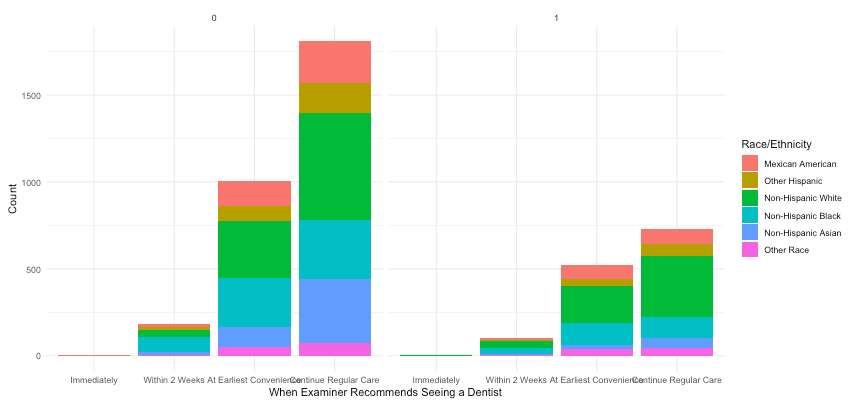 0 1
1500
1000
500
0
Count
Immediately Within 2 Weeks At Earliest Convenience Continue Regular Care
Immediately Within 2 Weeks At Earliest Convenience Continue Regular Care
When Examiner Recommends Seeing a Dentist
Race/Ethnicity
Mexican American
Other Hispanic
Non-Hispanic White
Non-Hispanic Black
Non-Hispanic Asian
Other Race